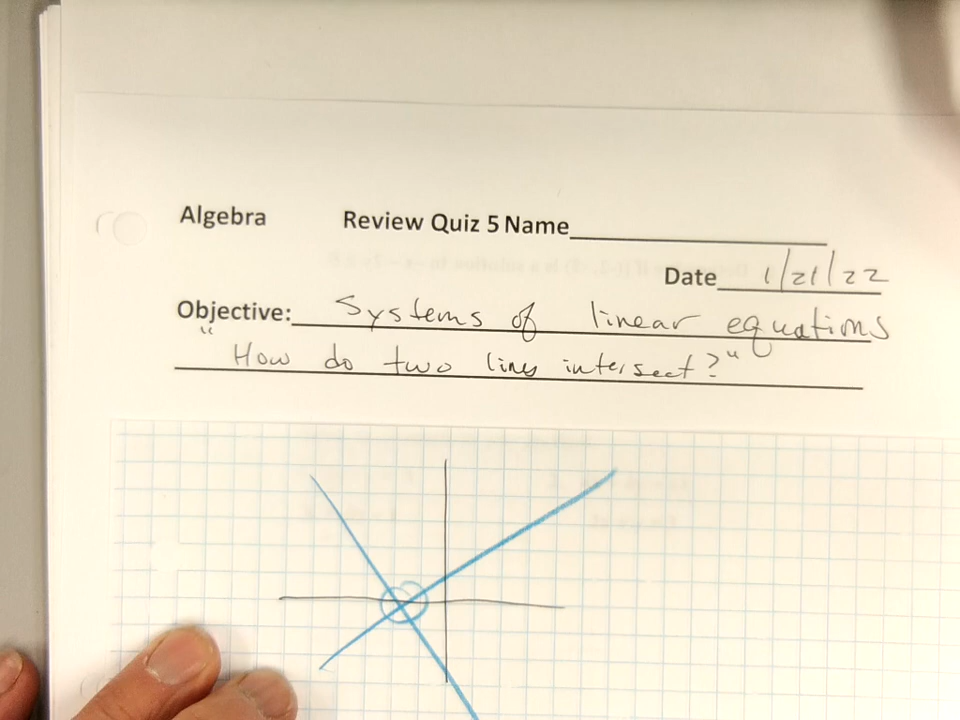 Algebra Review Quiz 5 Name
Date 1/21/22
Objective: Systems of linear equations
"How do two lines intersect?"